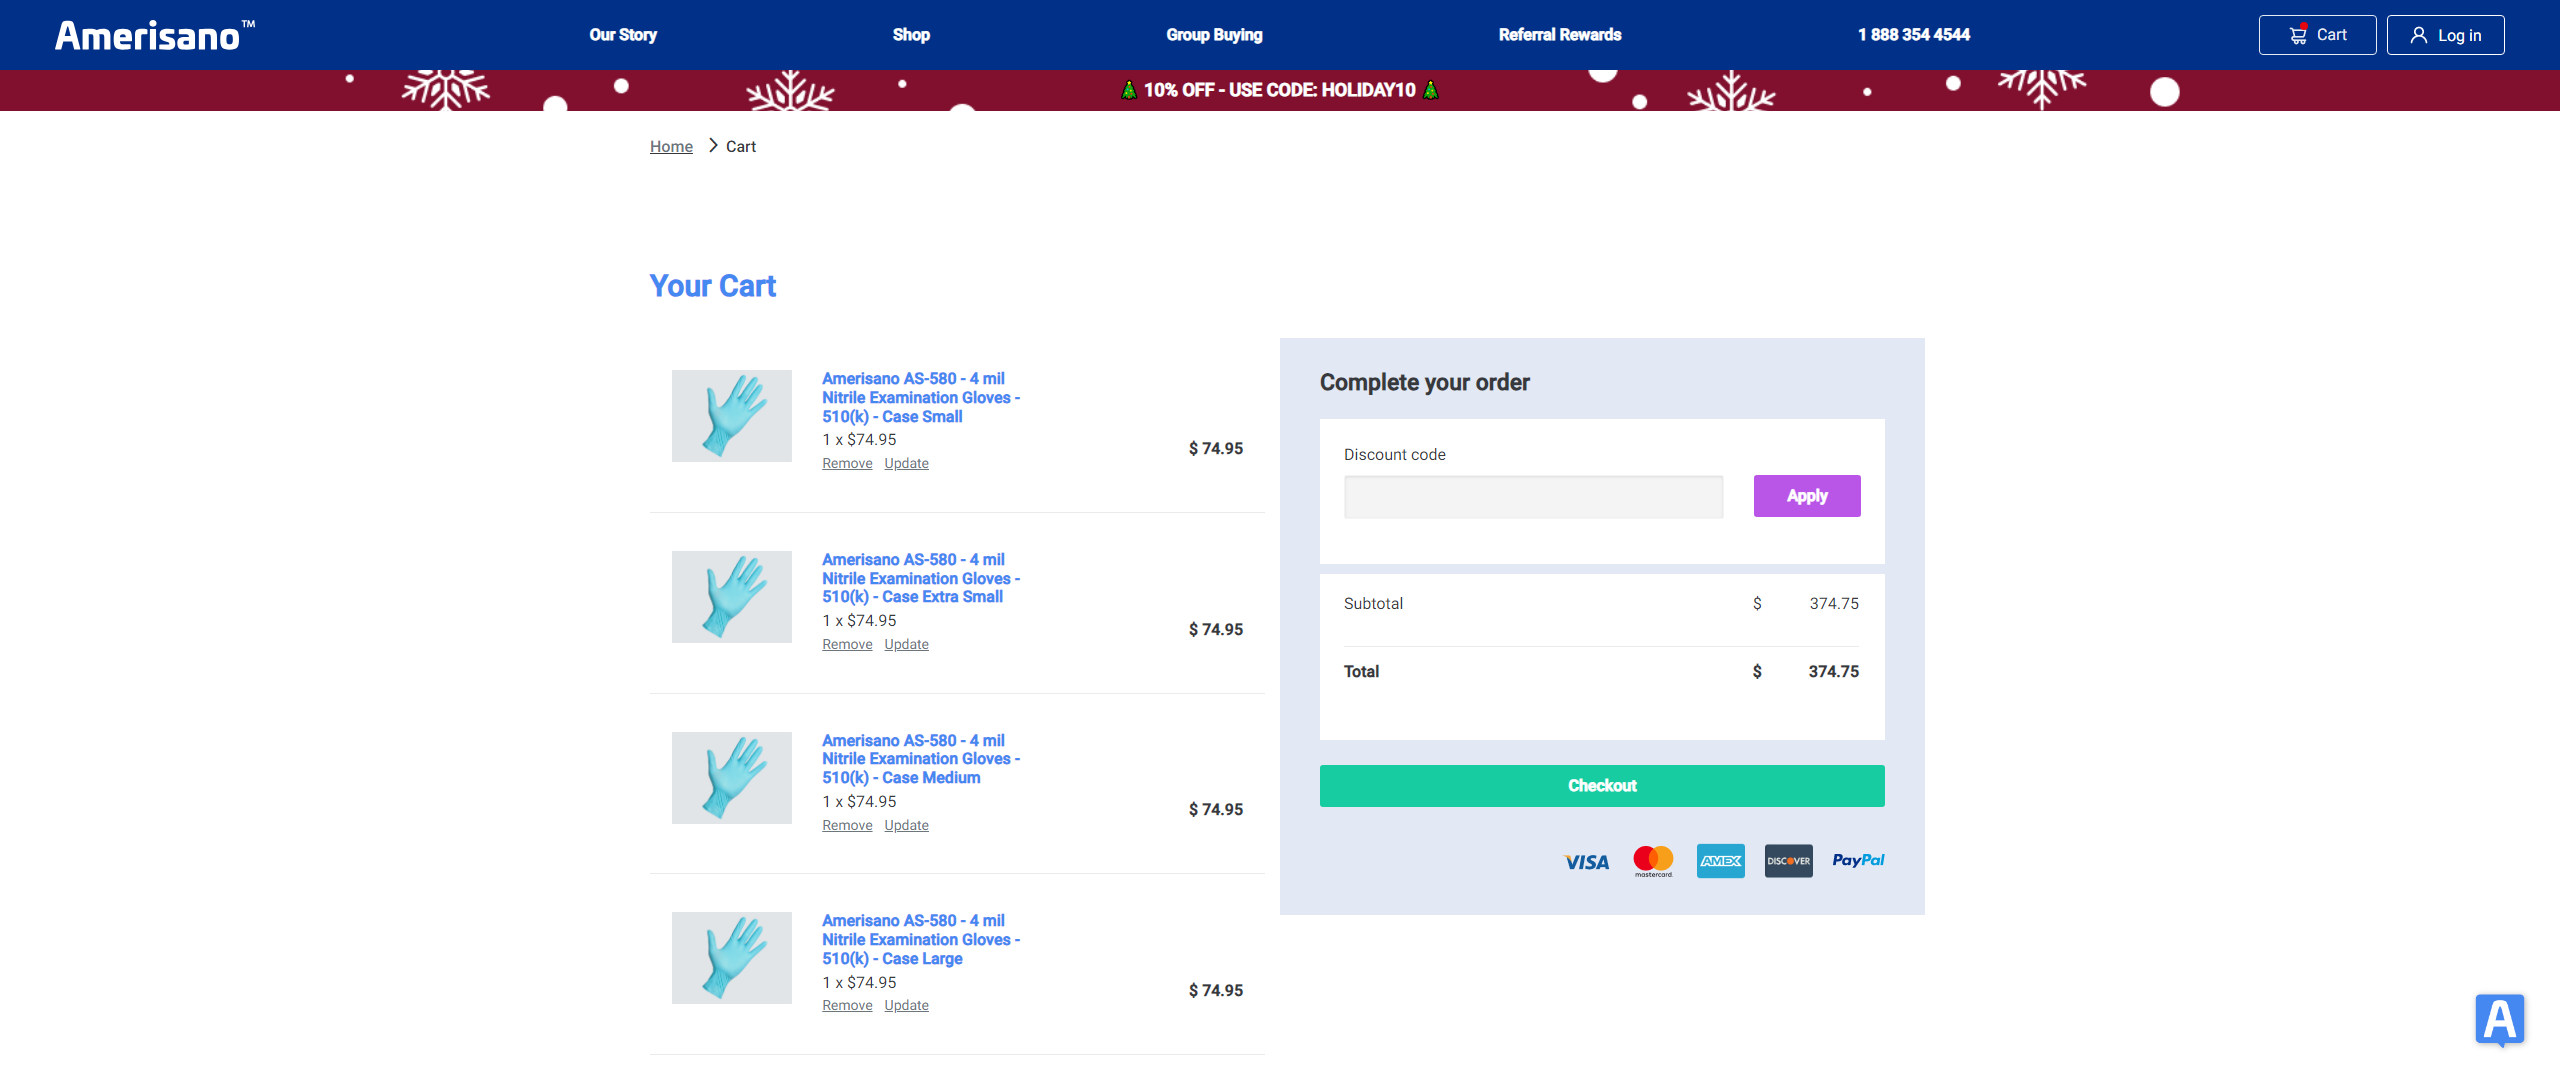 Amerisano™
Our Story
Shop
Group Buying
Referral Rewards
1 888 354 4544
Cart
Log in
10% OFF - USE CODE: HOLIDAY10
Home
Cart
Your Cart
Amerisano AS-580 - 4 mil
Nitrile Examination Gloves -
510(k) - Case Small
1 x $74.95
Remove Update
$ 74.95
Amerisano AS-580 - 4 mil
Nitrile Examination Gloves -
510(k) - Case Extra Small
1 x $74.95
Remove Update
$ 74.95
Amerisano AS-580 - 4 mil
Nitrile Examination Gloves -
510(k) - Case Medium
1 x $74.95
Remove Update
$ 74.95
Amerisano AS-580 - 4 mil
Nitrile Examination Gloves -
510(k) - Case Large
1 x $74.95
Remove Update
$ 74.95
Complete your order
Discount code
Apply
Subtotal $ 374.75
Total $ 374.75
Checkout
VISA
mastercard.
AMEX
DISCOVER
PayPal
A